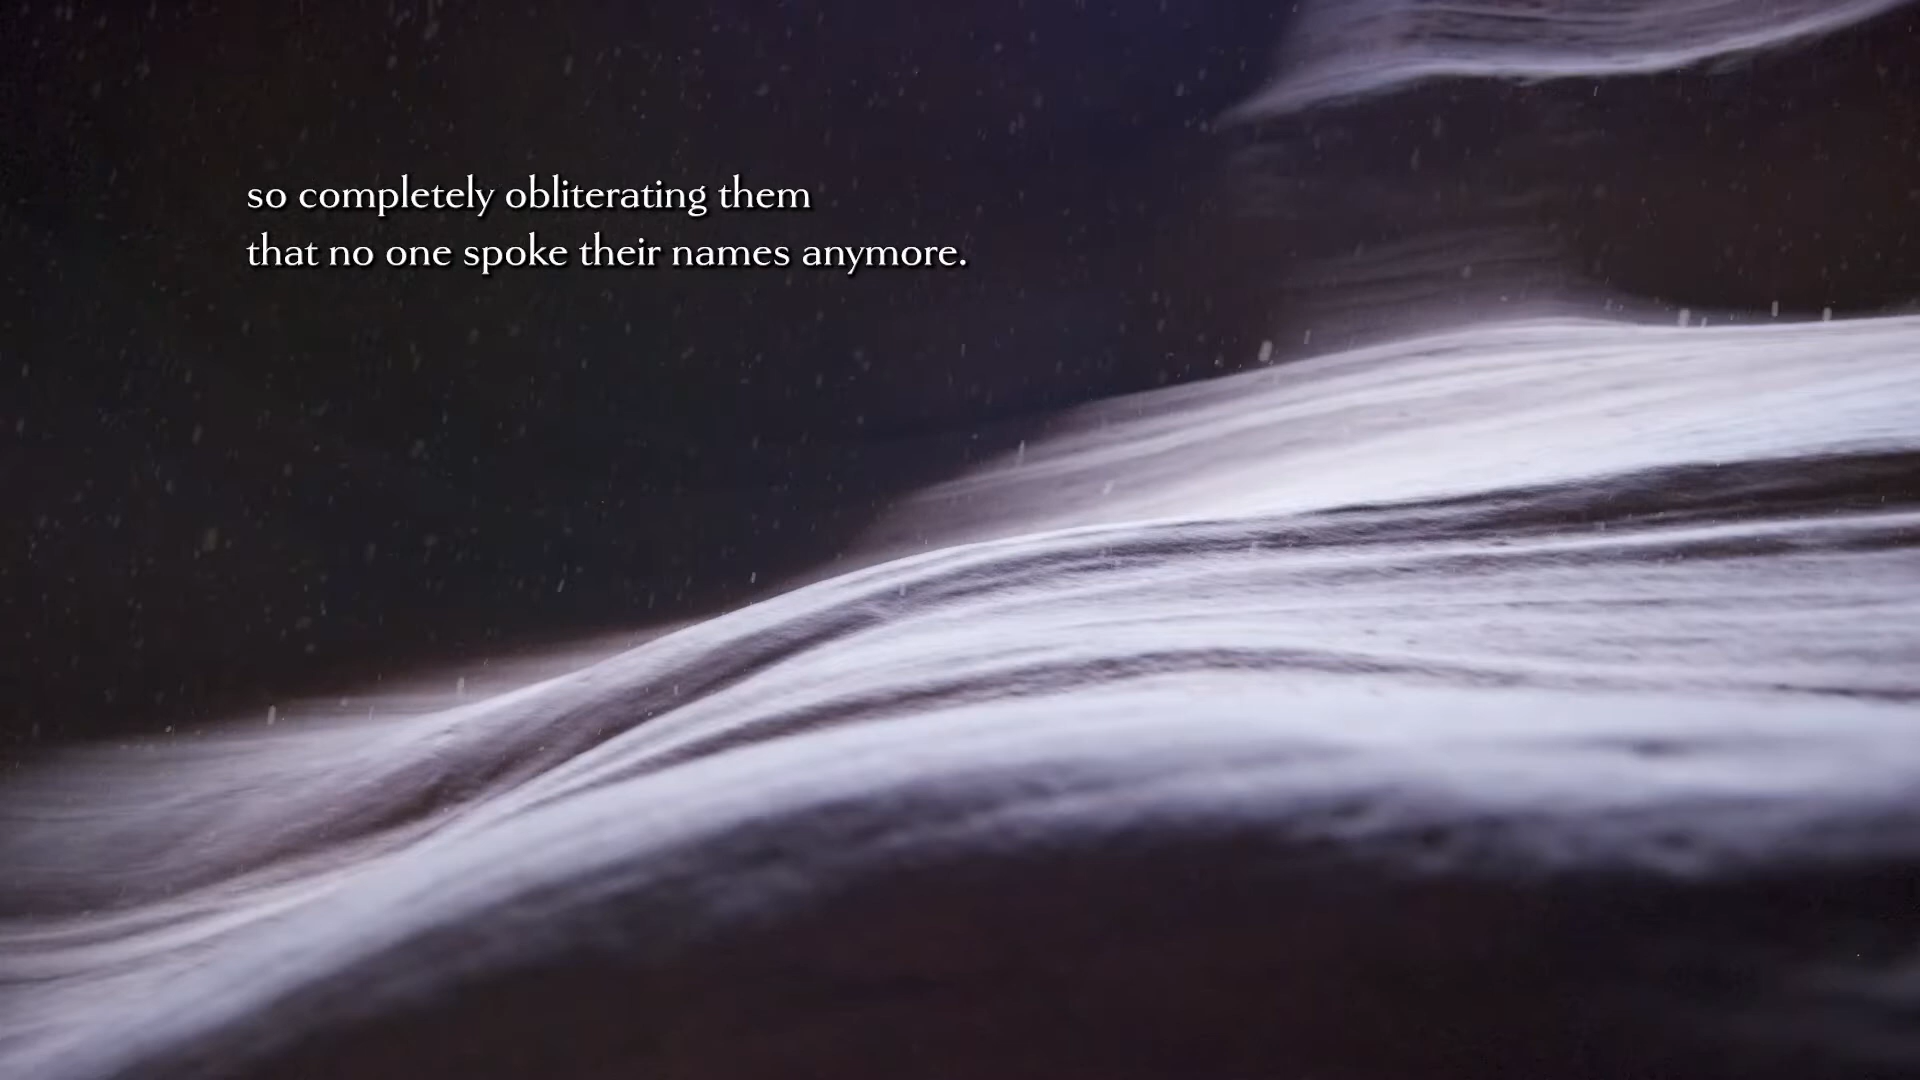 so completely obliterating them
that no one spoke their names anymore.